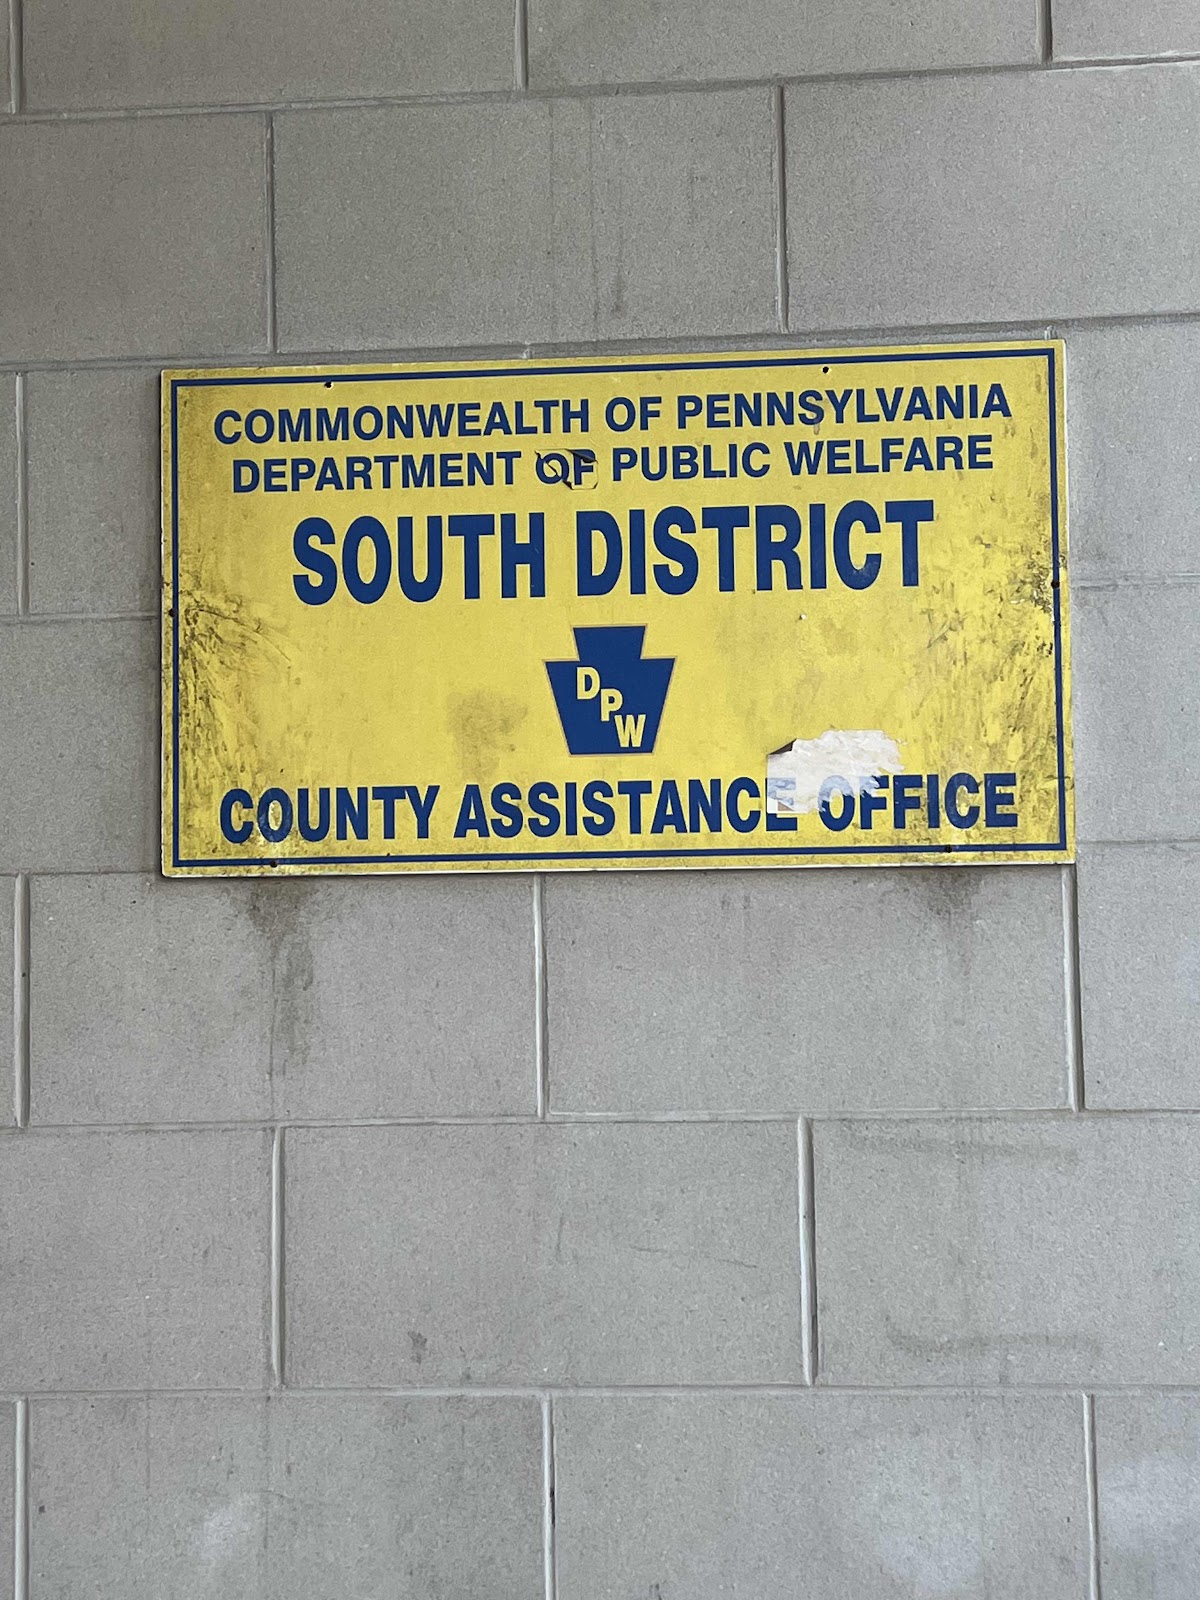 COMMONWEALTH OF PENNSYLVANIA
DEPARTMENT OF PUBLIC WELFARE
SOUTH DISTRICT
DPW
COUNTY ASSISTANCE OFFICE